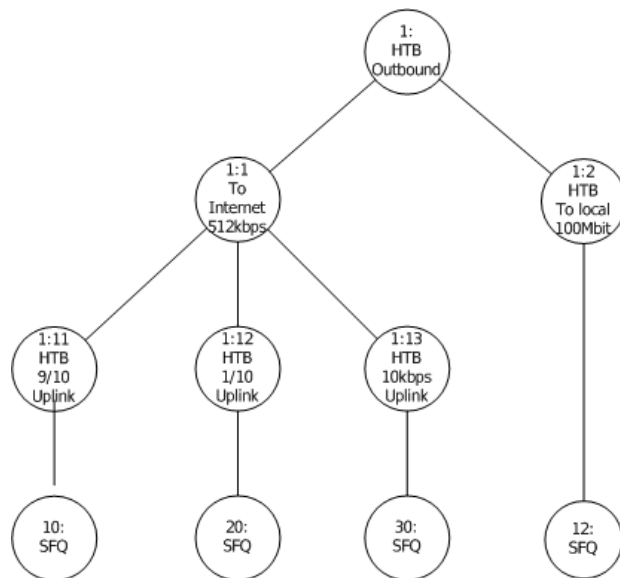 1:
HTB
Outbound
1:1
To
Internet
512kbps
1:2
HTB
To local
100Mbit
1:11
HTB
9/10
Uplink
1:12
HTB
1/10
Uplink
1:13
HTB
10kbps
Uplink
10:
SFQ
20:
SFQ
30:
SFQ
12:
SFQ